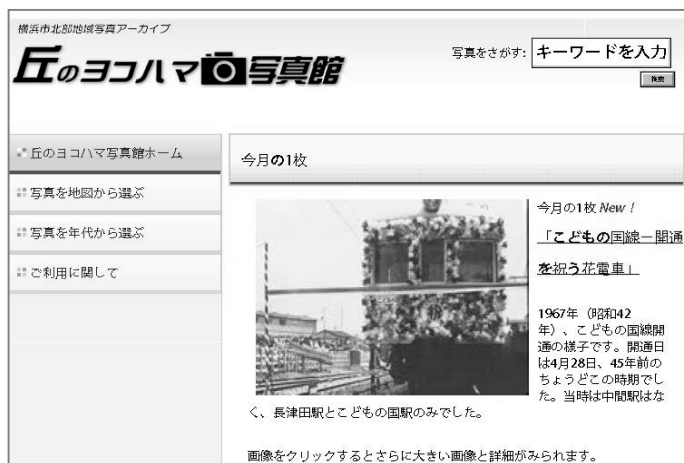 横浜市北部地域写真アーカイブ
丘のヨコハマ写真館
写真をさがす:
キーワードを入力
検索
丘のヨコハマ写真館ホーム
写真を地図から選ぶ
写真を年代から選ぶ
ご利用に関して
今月の1枚
今月の1枚 New !
「こどもの国線－開通
を祝う花電車」
1967年（昭和42
年）、こどもの国線開
通の様子です。開通日
は4月28日、45年前の
ちょうどこの時期でし
た。当時は中間駅はな
く、長津田駅とこどもの国駅のみでした。
画像をクリックするとさらに大きい画像と詳細がみられます。